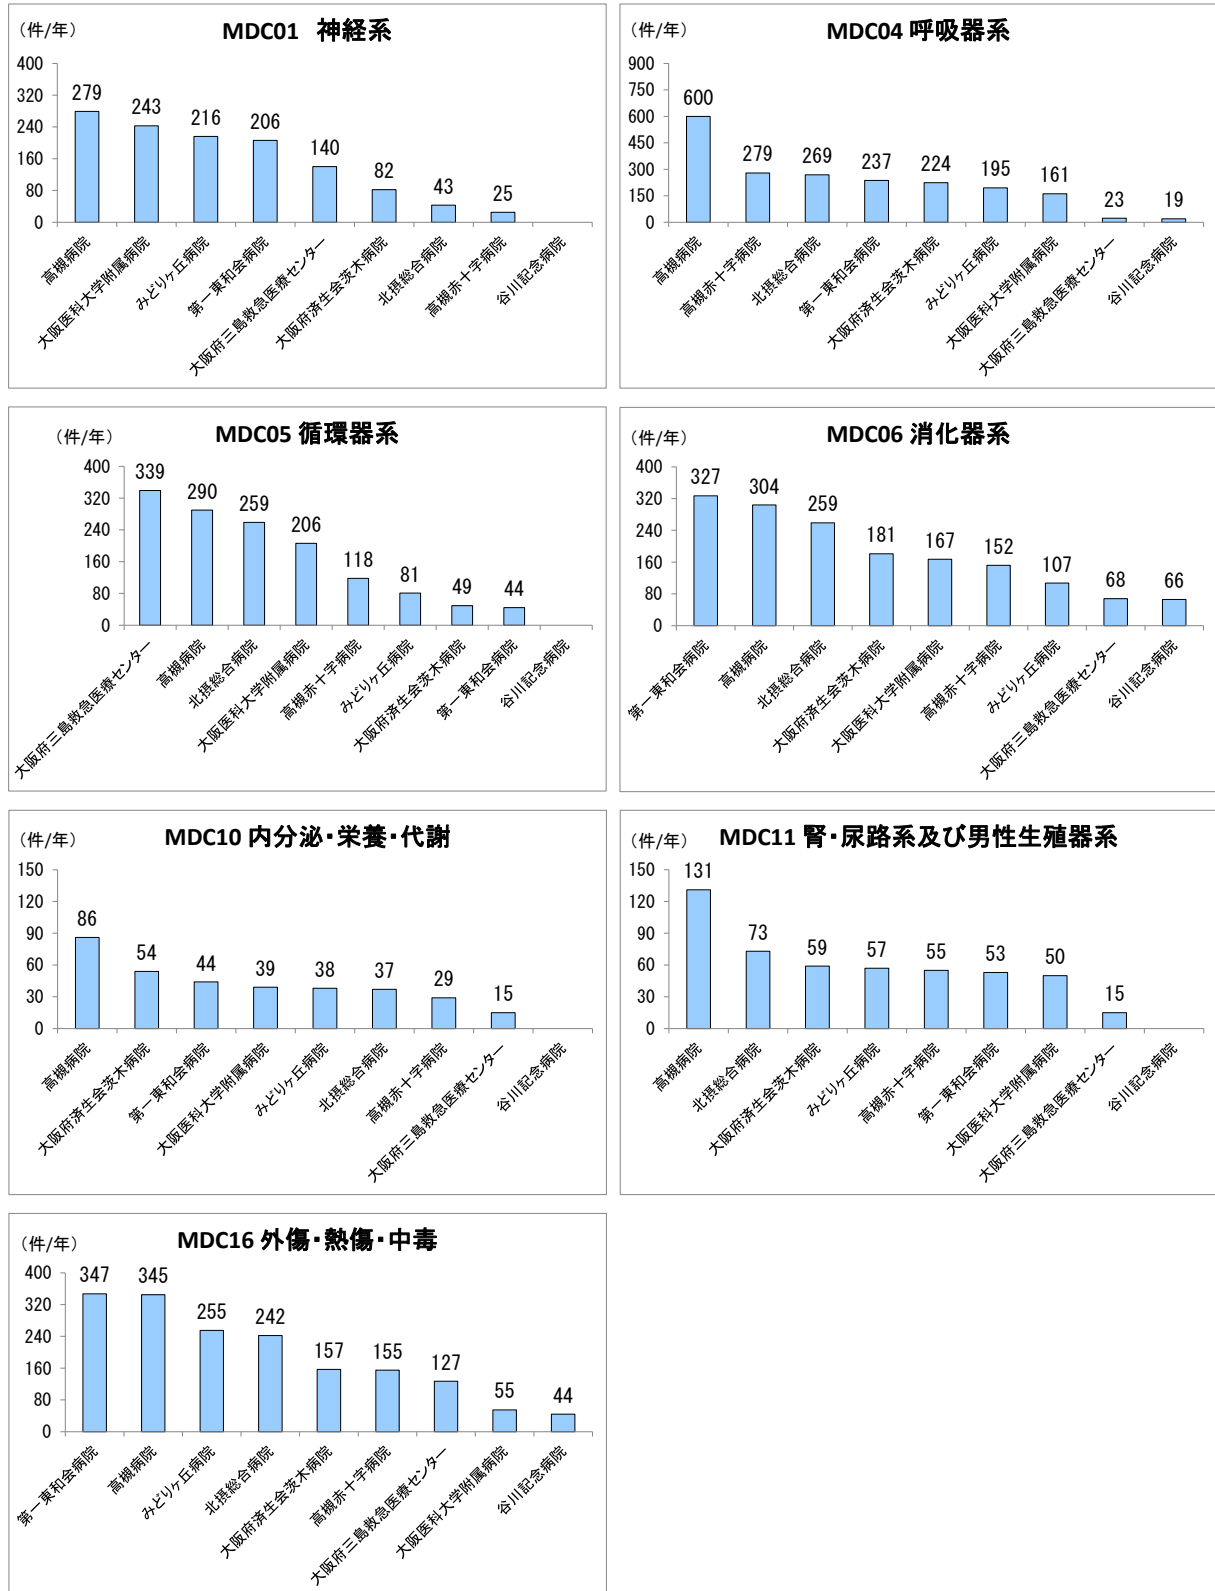 (件/年)
MDC01 神経系
400
320
240
160
80
0
279
243
216
206
140
82
43
25
高槻病院
大阪医科大学附属病院
みどりヶ丘病院
第一東和会病院
大阪府三島救急医療センター
大阪府済生会茨木病院
北摂総合病院
高槻赤十字病院
谷川記念病院
(件/年)
MDC04 呼吸器系
900
750
600
450
300
150
0
600
279
269
237
224
195
161
23
19
高槻病院
高槻赤十字病院
北摂総合病院
第一東和会病院
大阪府済生会茨木病院
みどりヶ丘病院
大阪医科大学附属病院
大阪府三島救急医療センター
谷川記念病院
(件/年)
MDC05 循環器系
400
320
240
160
80
0
339
290
259
206
118
81
49
44
大阪府三島救急医療センター
高槻病院
北摂総合病院
大阪医科大学附属病院
高槻赤十字病院
みどりヶ丘病院
大阪府済生会茨木病院
第一東和会病院
谷川記念病院
(件/年)
MDC06 消化器系
400
320
240
160
80
0
327
304
259
181
167
152
107
68
66
第一東和会病院
高槻病院
北摂総合病院
大阪府済生会茨木病院
大阪医科大学附属病院
高槻赤十字病院
みどりヶ丘病院
大阪府三島救急医療センター
谷川記念病院
(件/年)
MDC10 内分泌・栄養・代謝
150
120
90
60
30
0
86
54
44
39
38
37
29
15
高槻病院
大阪府済生会茨木病院
第一東和会病院
大阪医科大学附属病院
みどりヶ丘病院
北摂総合病院
高槻赤十字病院
大阪府三島救急医療センター
谷川記念病院
(件/年)
MDC11 腎・尿路系及び男性生殖器系
150
120
90
60
30
0
131
73
59
57
55
53
50
15
高槻病院
北摂総合病院
大阪府済生会茨木病院
みどりヶ丘病院
高槻赤十字病院
第一東和会病院
大阪医科大学附属病院
大阪府三島救急医療センター
谷川記念病院
(件/年)
MDC16 外傷・熱傷・中毒
400
320
240
160
80
0
347
345
255
242
157
155
127
55
44
第一東和会病院
高槻病院
みどりヶ丘病院
北摂総合病院
大阪府済生会茨木病院
高槻赤十字病院
大阪府三島救急医療センター
大阪医科大学附属病院
谷川記念病院